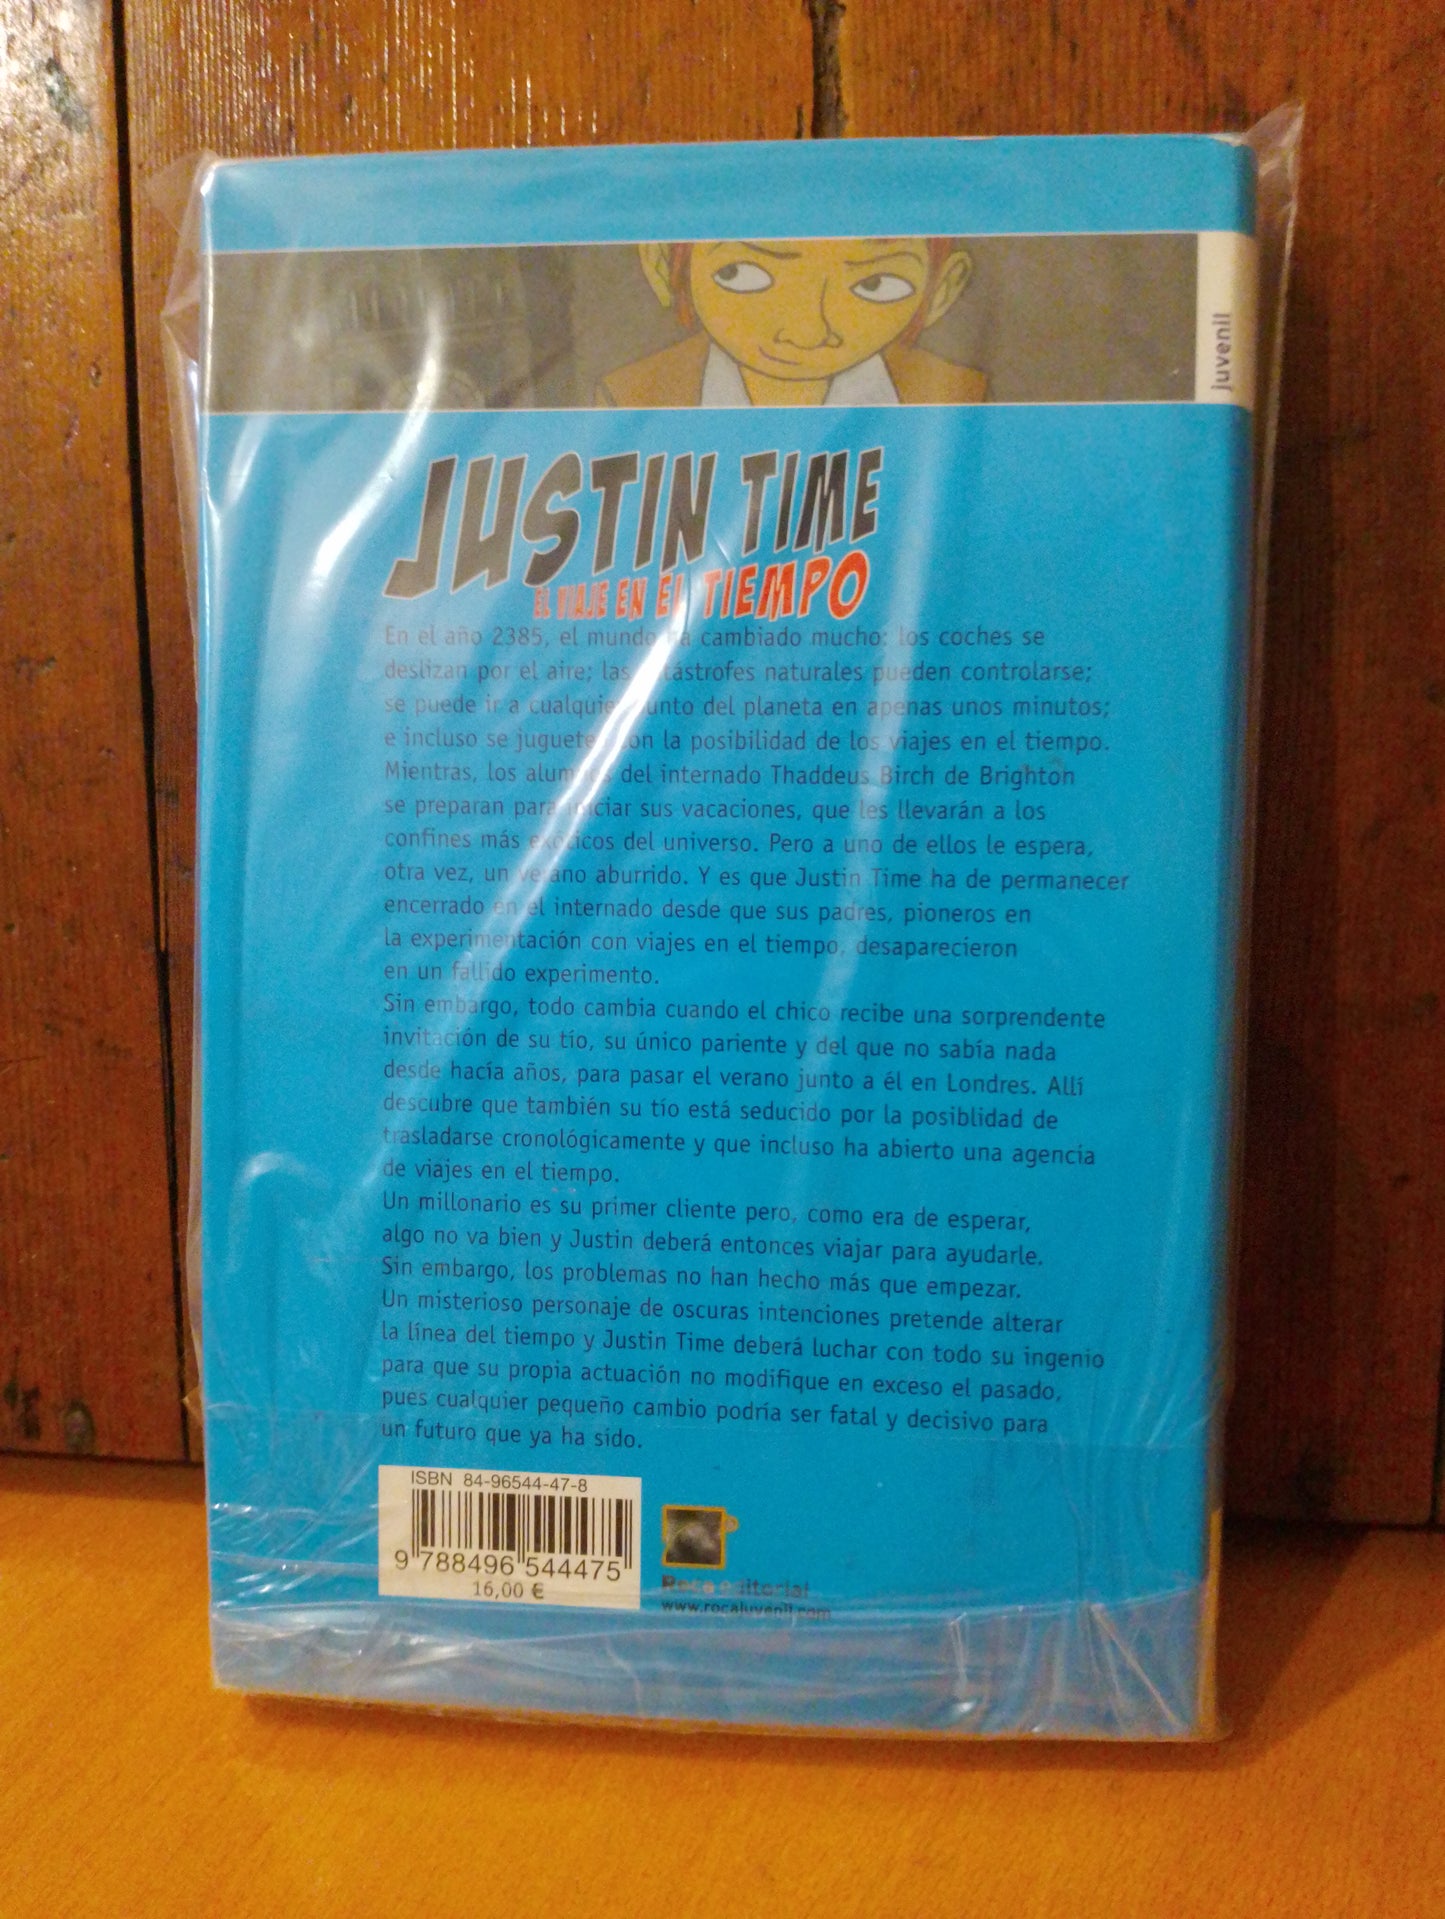 juvenil
JUSTIN TIME
EL VIAJE EN EL TIEMPO
En el año 2385, el mundo ha cambiado mucho: los coches se
deslizan por el aire; las catástrofes naturales pueden controlarse;
se puede ir a cualquier punto del planeta en apenas unos minutos;
e incluso se juguetea con la posibilidad de los viajes en el tiempo.
Mientras, los alumnos del internado Thaddeus Birch de Brighton
se preparan para iniciar sus vacaciones, que les llevarán a los
confines más exóticos del universo. Pero a uno de ellos le espera,
otra vez, un verano aburrido. Y es que Justin Time ha de permanecer
encerrado en el internado desde que sus padres, pioneros en
la experimentación con viajes en el tiempo, desaparecieron
en un fallido experimento.
Sin embargo, todo cambia cuando el chico recibe una sorprendente
invitación de su tío, su único pariente y del que no sabía nada
desde hacía años, para pasar el verano junto a él en Londres. Allí
descubre que también su tío está seducido por la posiblidad de
trasladarse cronológicamente y que incluso ha abierto una agencia
de viajes en el tiempo.
Un millonario es su primer cliente pero, como era de esperar,
algo no va bien y Justin deberá entonces viajar para ayudarle.
Sin embargo, los problemas no han hecho más que empezar.
Un misterioso personaje de oscuras intenciones pretende alterar
la línea del tiempo y Justin Time deberá luchar con todo su ingenio
para que su propia actuación no modifique en exceso el pasado,
pues cualquier pequeño cambio podría ser fatal y decisivo para
un futuro que ya ha sido.
ISBN 84-96544-47-8
9 788496 544475
16,00 €
Roca editorial
www.rocajuvenil.com